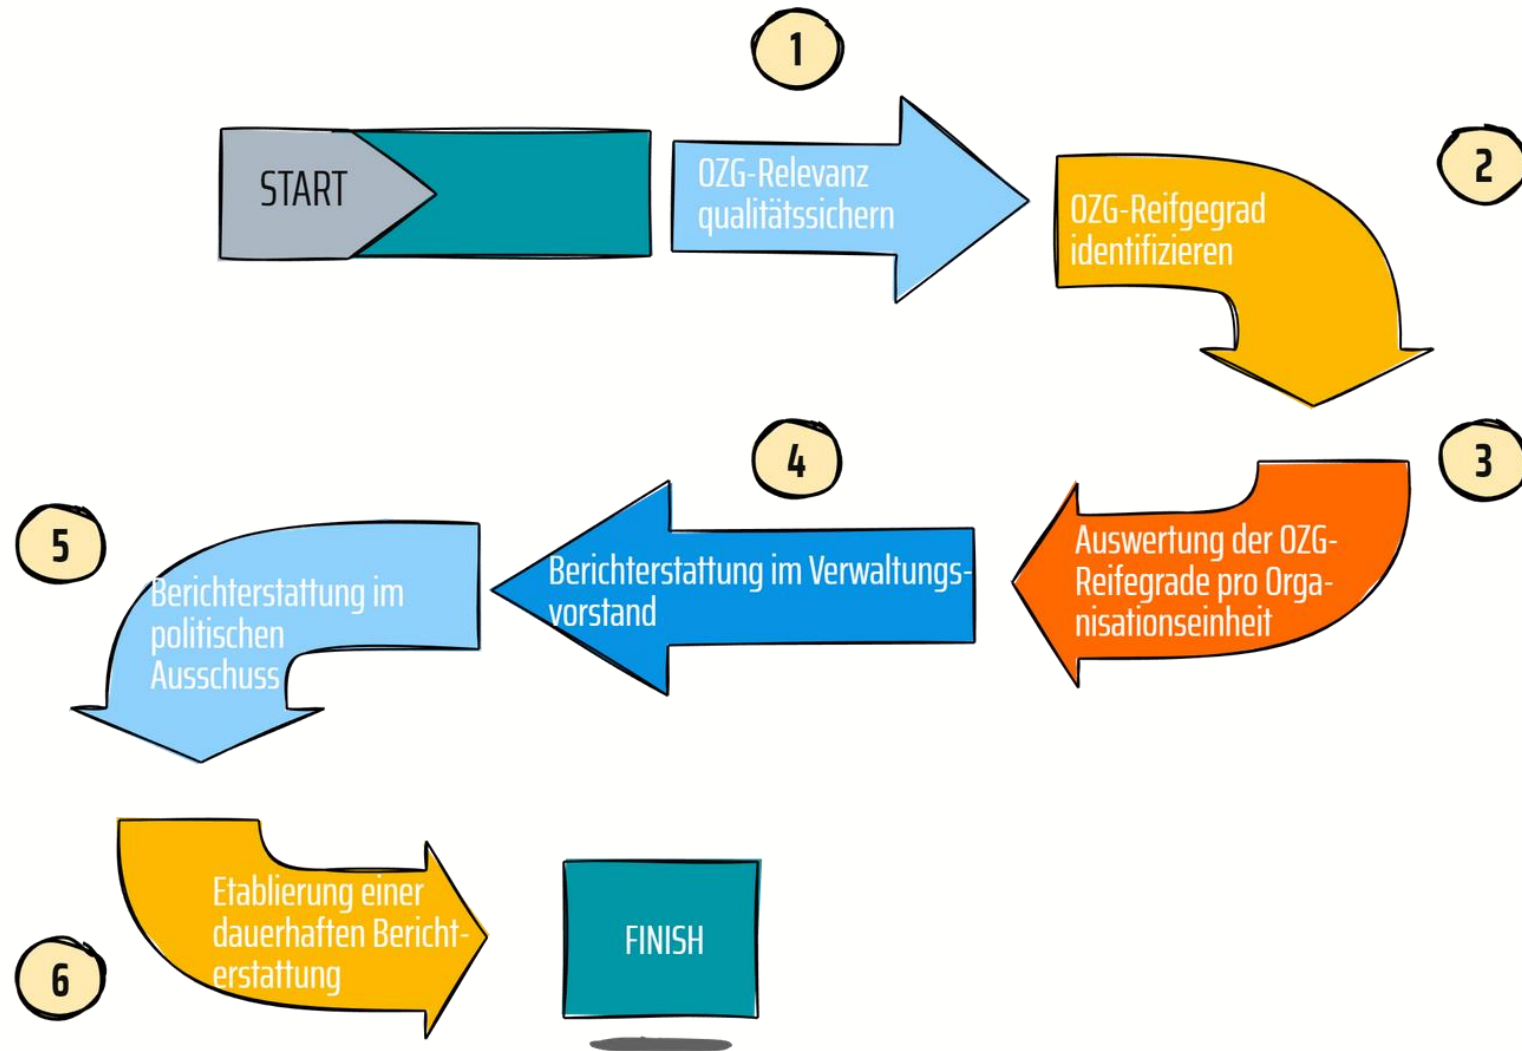 1
START
OZG-Relevanz
qualitätssichern
2
OZG-Reifgegrad
identifizieren
3
Auswertung der OZG-
Reifegrade pro Orga-
nisationseinheit
4
Berichterstattung im Verwaltungs-
vorstand
5
Berichterstattung im
politischen
Ausschuss
6
Etablierung einer
dauerhaften Bericht-
erstattung
FINISH